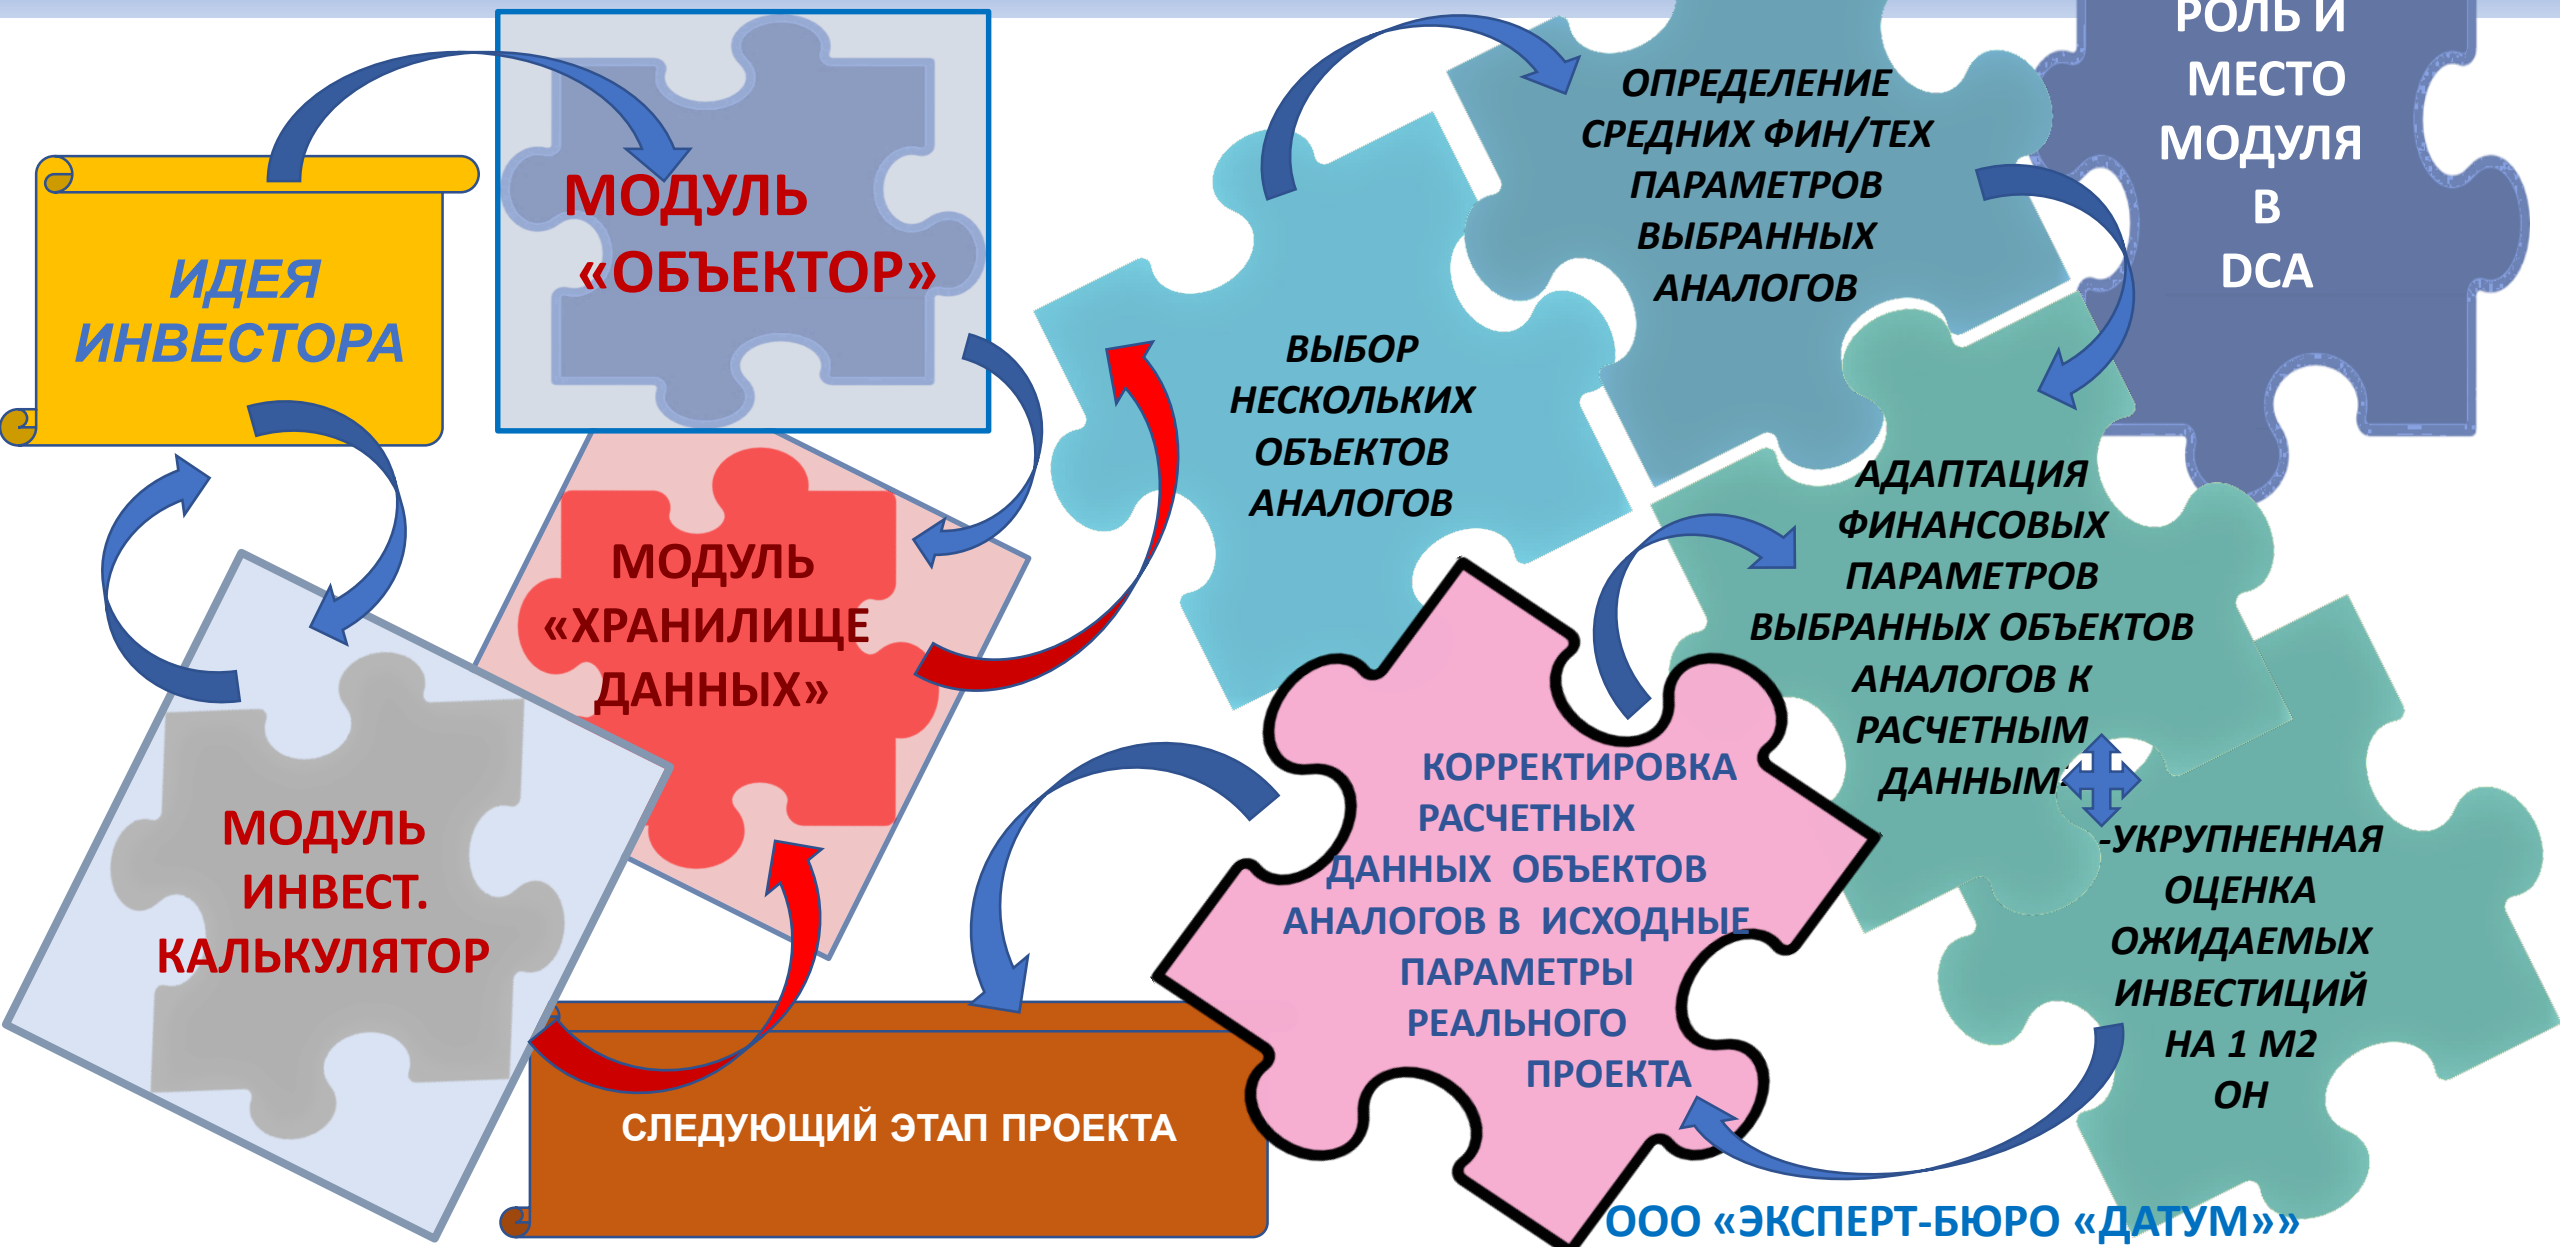 РОЛЬ И
МЕСТО
МОДУЛЯ
В
DCA
ИДЕЯ
ИНВЕСТОРА
МОДУЛЬ
«ОБЪЕКТОР»
МОДУЛЬ
«ХРАНИЛИЩЕ
ДАННЫХ»
МОДУЛЬ
ИНВЕСТ.
КАЛЬКУЛЯТОР
ВЫБОР
НЕСКОЛЬКИХ
ОБЪЕКТОВ
АНАЛОГОВ
ОПРЕДЕЛЕНИЕ
СРЕДНИХ ФИН/ТЕХ
ПАРАМЕТРОВ
ВЫБРАННЫХ
АНАЛОГОВ
АДАПТАЦИЯ
ФИНАНСОВЫХ
ПАРАМЕТРОВ
ВЫБРАННЫХ ОБЪЕКТОВ
АНАЛОГОВ К
РАСЧЕТНЫМ
ДАННЫМ-
-УКРУПНЕННАЯ
ОЦЕНКА
ОЖИДАЕМЫХ
ИНВЕСТИЦИЙ
НА 1 М2
ОН
КОРРЕКТИРОВКА
РАСЧЕТНЫХ
ДАННЫХ ОБЪЕКТОВ
АНАЛОГОВ В ИСХОДНЫЕ
ПАРАМЕТРЫ
РЕАЛЬНОГО
ПРОЕКТА
СЛЕДУЮЩИЙ ЭТАП ПРОЕКТА
ООО «ЭКСПЕРТ-БЮРО «ДАТУМ»»